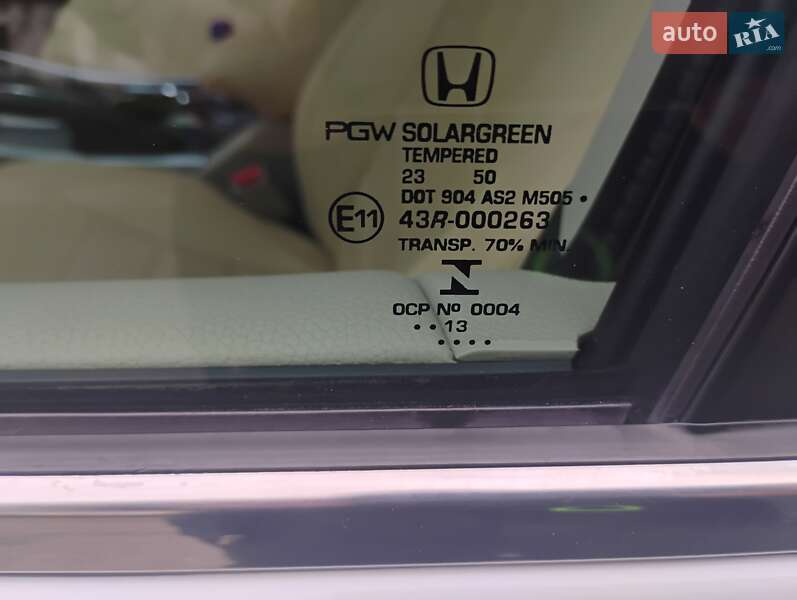 auto RIA.com
PGW SOLARGREEN
TEMPERED
23 50
DOT 904 AS2 M505
E11 43R-000263
TRANSP. 70% MIN.
OCP Nº 0004
··13
····